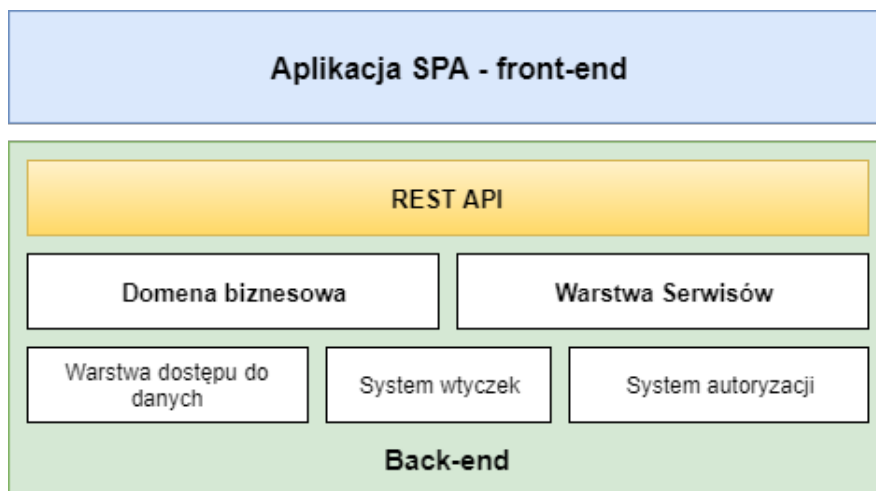 Aplikacja SPA - front-end
REST API
Domena biznesowa
Warstwa Serwisów
Warstwa dostępu do
danych
System wtyczek
System autoryzacji
Back-end